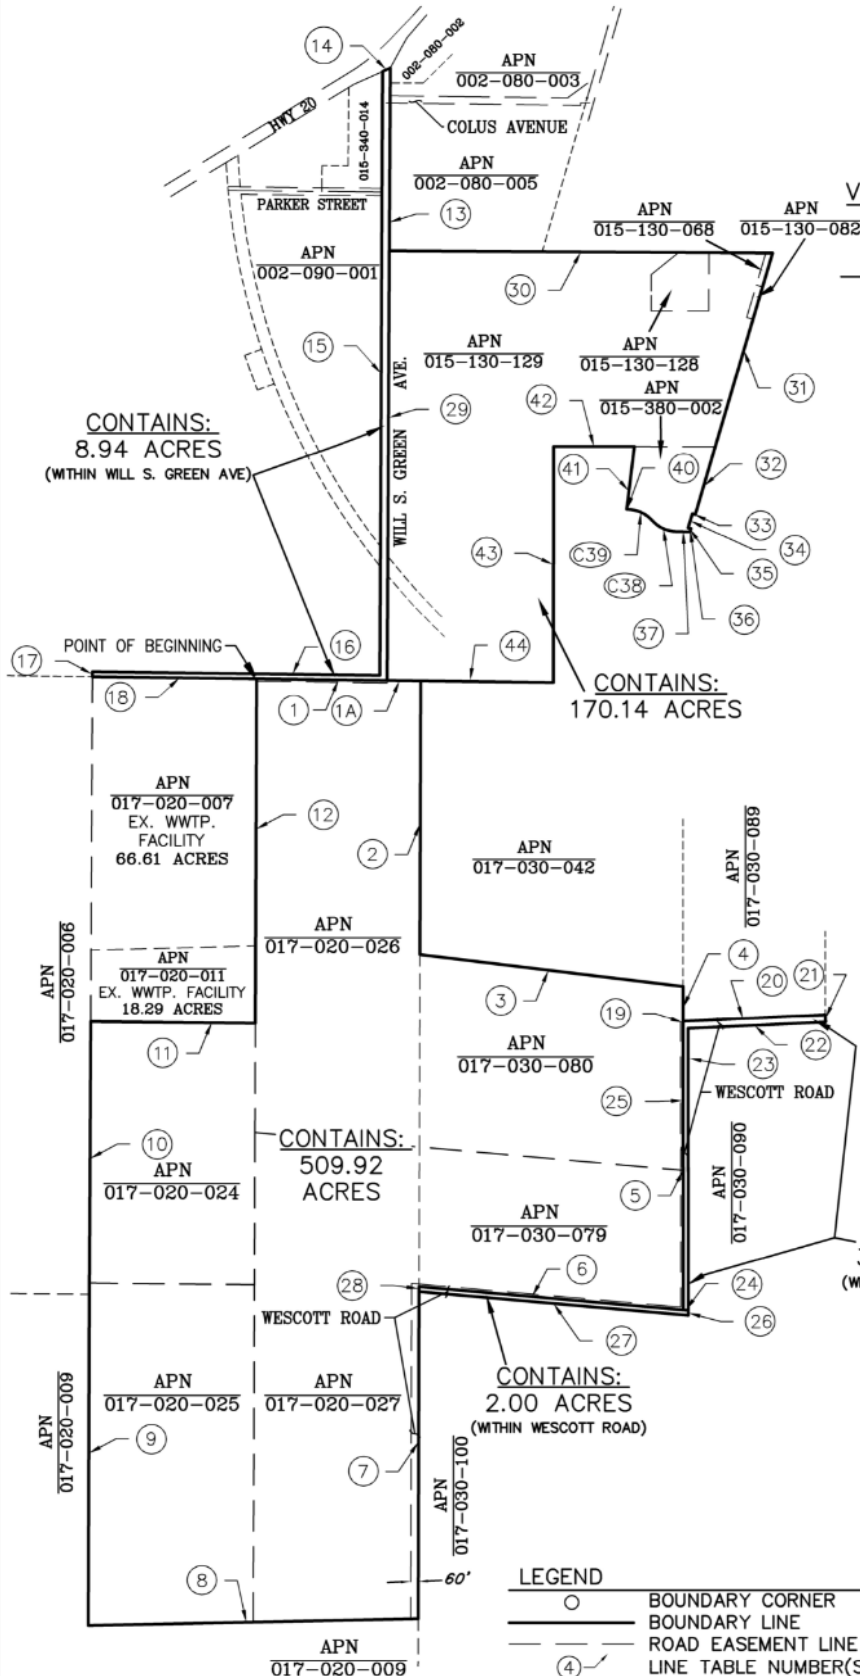 14
002-080-002
APN
002-080-003
HWY 20
015-340-014
COLUS AVENUE
APN
002-080-005
PARKER STREET
13
V
APN
015-130-068
APN
015-130-082
APN
002-090-001
30
15
APN
015-130-129
APN
015-130-128
31
WILL S. GREEN AVE.
29
42
APN
015-380-002
CONTAINS:
8.94 ACRES
(WITHIN WILL S. GREEN AVE)
41
40
32
33
34
35
36
37
C39
C38
43
POINT OF BEGINNING
16
44
17
18
1
1A
CONTAINS:
170.14 ACRES
APN
017-020-007
EX. WWTP.
FACILITY
66.61 ACRES
12
2
APN
017-030-042
APN
017-030-089
APN
017-020-006
APN
017-020-026
APN
017-020-011
EX. WWTP. FACILITY
18.29 ACRES
3
4
20
21
19
11
22
23
APN
017-030-080
WESCOTT ROAD
25
10
CONTAINS:
509.92
ACRES
APN
017-020-024
5
APN
017-030-090
APN
017-030-079
6
28
24
(W
26
WESCOTT ROAD
27
CONTAINS:
2.00 ACRES
(WITHIN WESCOTT ROAD)
APN
017-020-009
APN
017-020-025
APN
017-020-027
9
7
APN
017-030-100
8
60'
LEGEND
BOUNDARY CORNER
BOUNDARY LINE
ROAD EASEMENT LINE
4
LINE TABLE NUMBER(S
APN
017-020-009